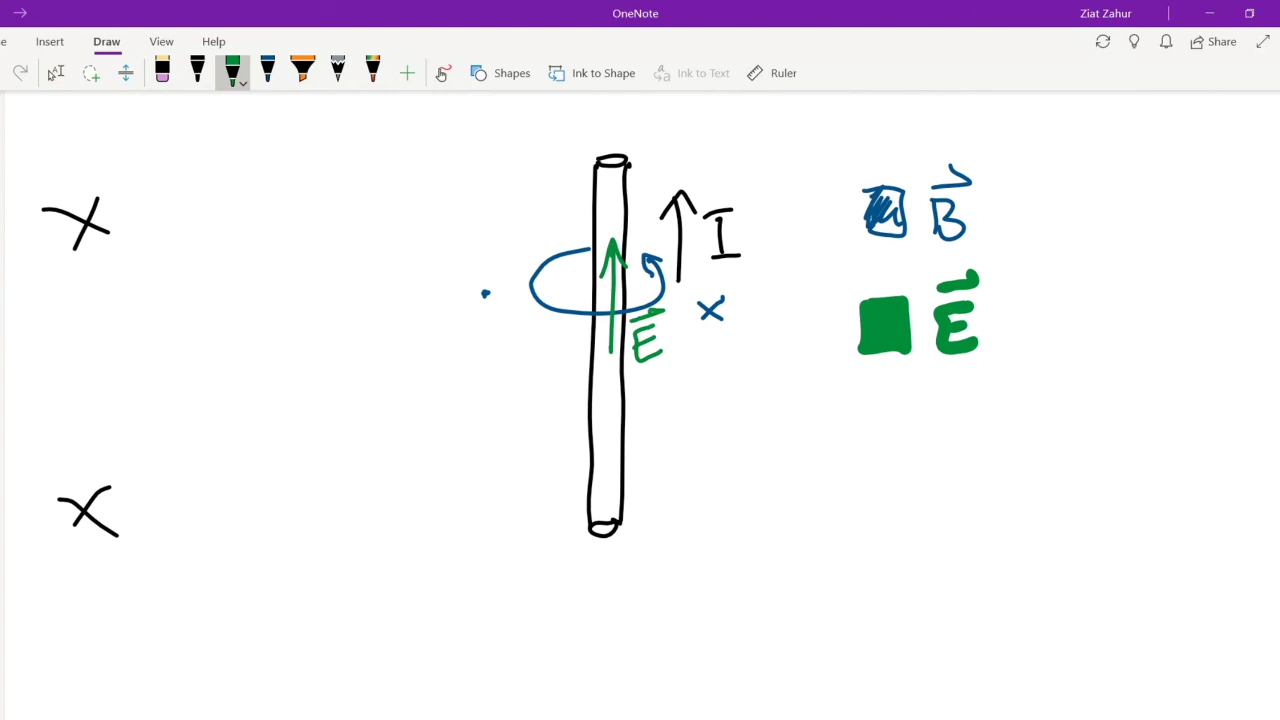 OneNote
Ziat Zahur
Insert Draw View Help
Share
Shapes
Ink to Shape
Ink to Text
Ruler
X
I
B
x
E
E
X